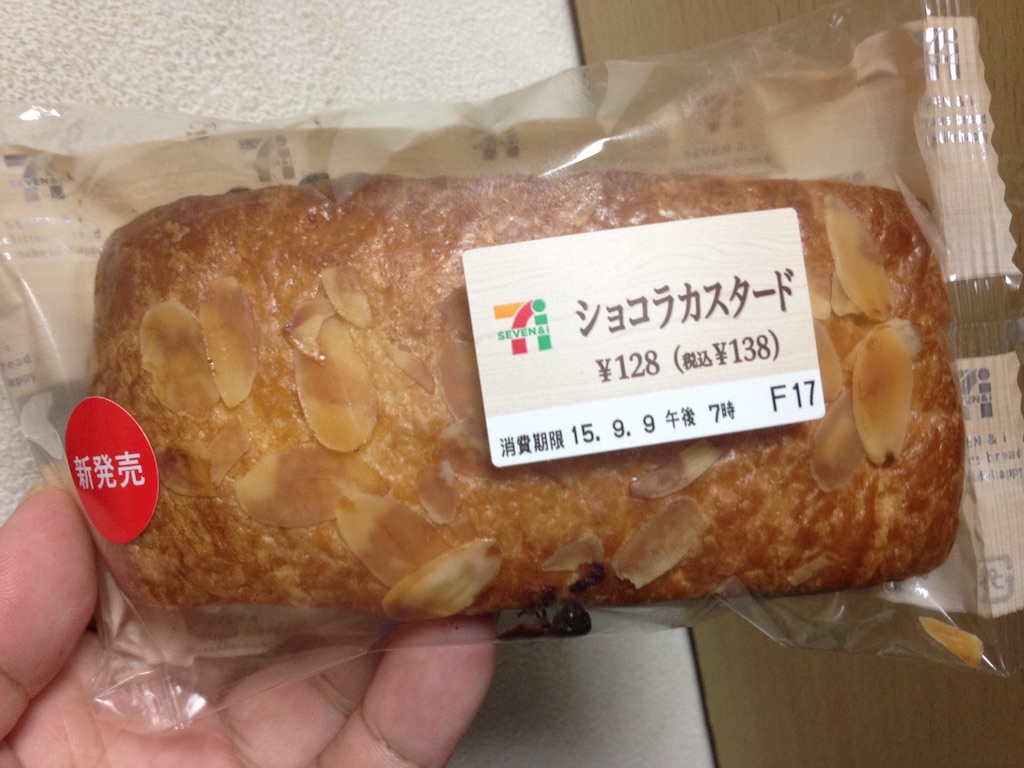 SEVEN & i
ショコラカスタード
¥128 (税込¥138)
消費期限 15. 9. 9 午後 7時 F17
新発売